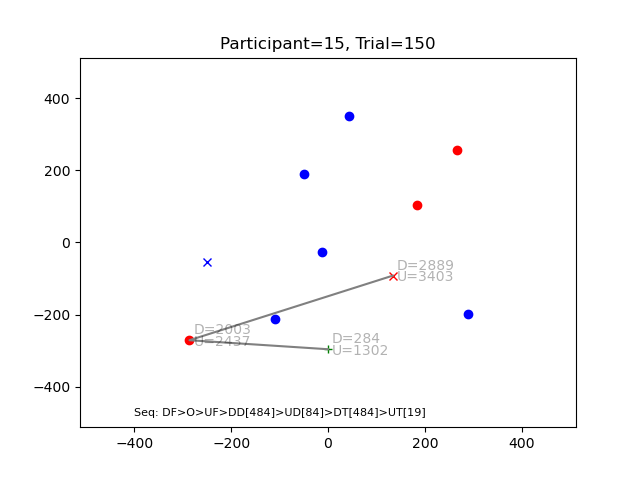 Participant=15, Trial=150
400
200
0
−200
−400
D=2889
U=3403
D=2003
U=2437
D=284
U=1302
Seq: DF>O>UF>DD[484]>UD[84]>DT[484]>UT[19]
−400
−200
0
200
400